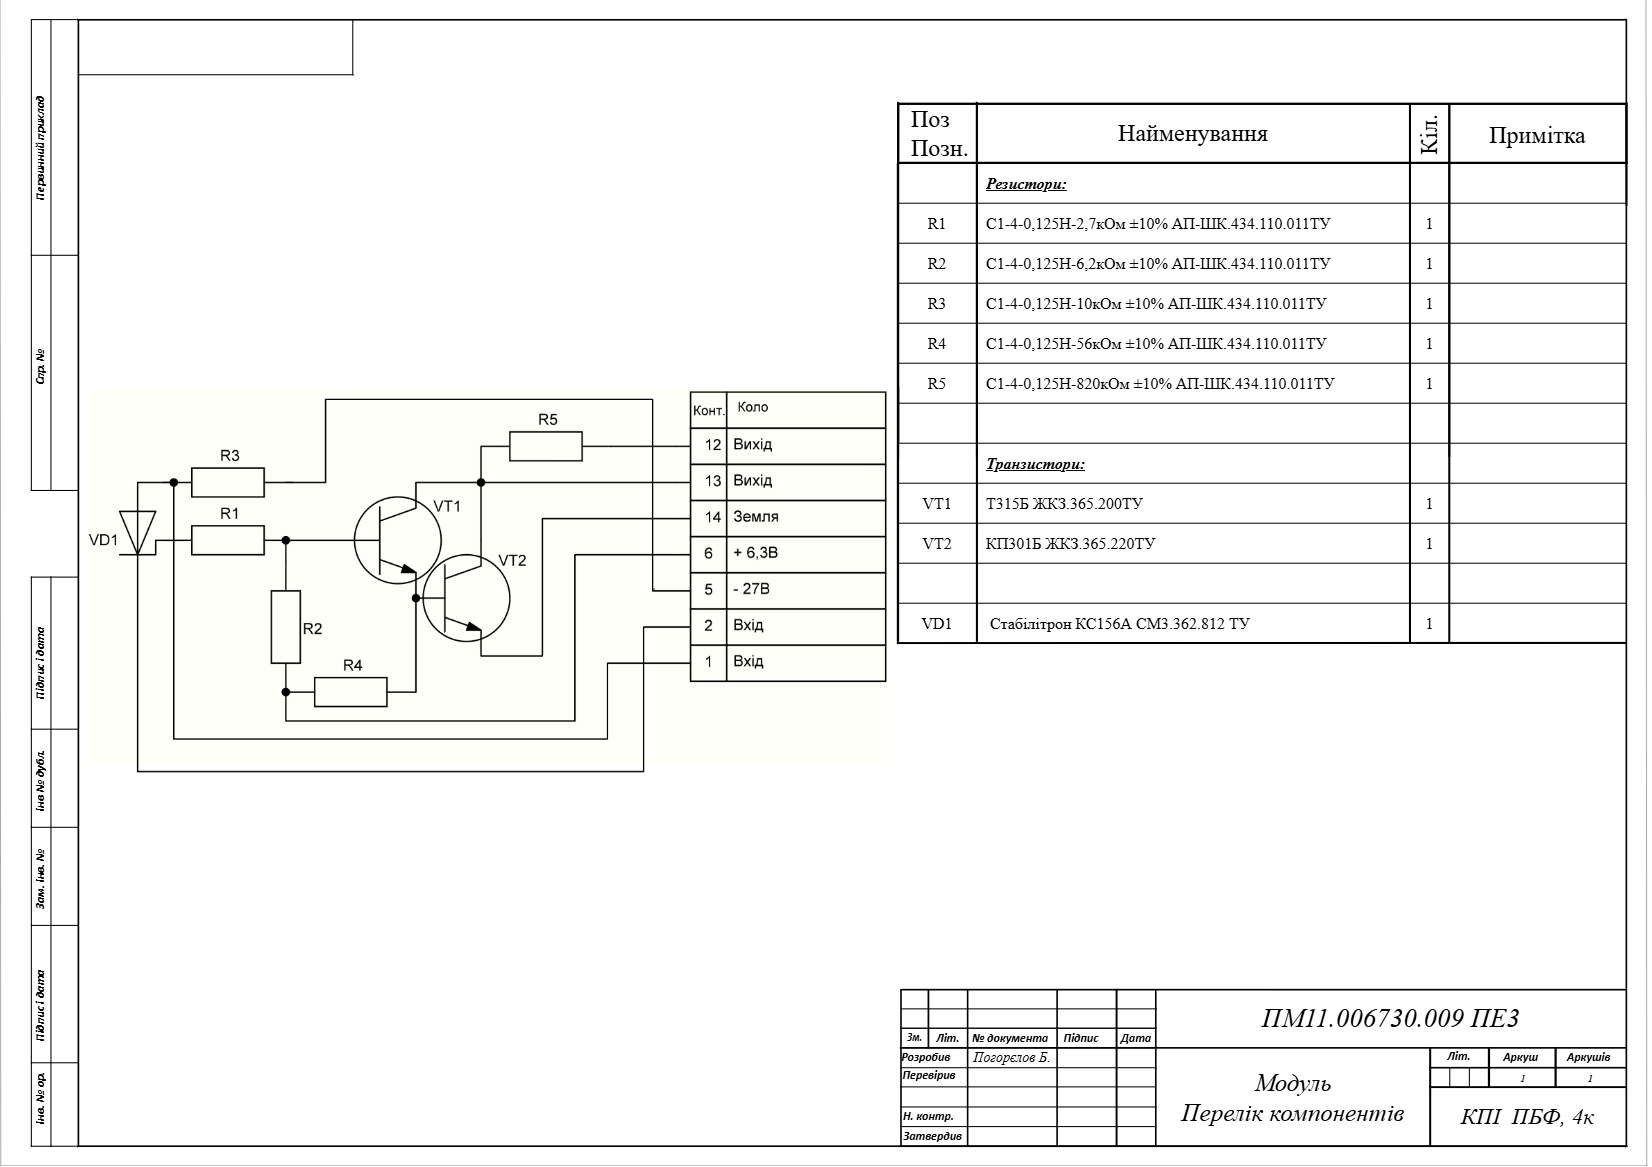 Первинний приклад
Спр. №
Підпис і дата
Інв № дубл.
Зам. інв. №
Підпис і дата
Інв. № ор.
R3
R1
VD1
R2
R4
R5
VT1
VT2
Конт. Коло
12 Вихід
13 Вихід
14 Земля
6 + 6,3В
5 - 27В
2 Вхід
1 Вхід
Поз Позн. Найменування Кіл. Примітка
Резистори:
R1 С1-4-0,125Н-2,7кОм ±10% АП-ШК.434.110.011ТУ 1
R2 С1-4-0,125Н-6,2кОм ±10% АП-ШК.434.110.011ТУ 1
R3 С1-4-0,125Н-10кОм ±10% АП-ШК.434.110.011ТУ 1
R4 С1-4-0,125Н-56кОм ±10% АП-ШК.434.110.011ТУ 1
R5 С1-4-0,125Н-820кОм ±10% АП-ШК.434.110.011ТУ 1
Транзистори:
VT1 Т315Б ЖКЗ.365.200ТУ 1
VT2 КП301Б ЖКЗ.365.220ТУ 1
VD1 Стабілітрон КС156А СМ3.362.812 ТУ 1
ПМ11.006730.009 ПЕ3
Зм. Літ. № документа Підпис Дата
Розробив Погорєлов Б.
Перевірив
Н. контр.
Затвердив
Модуль
Перелік компонентів
Літ. Аркуш Аркушів
1 1
КПІ ПБФ, 4к